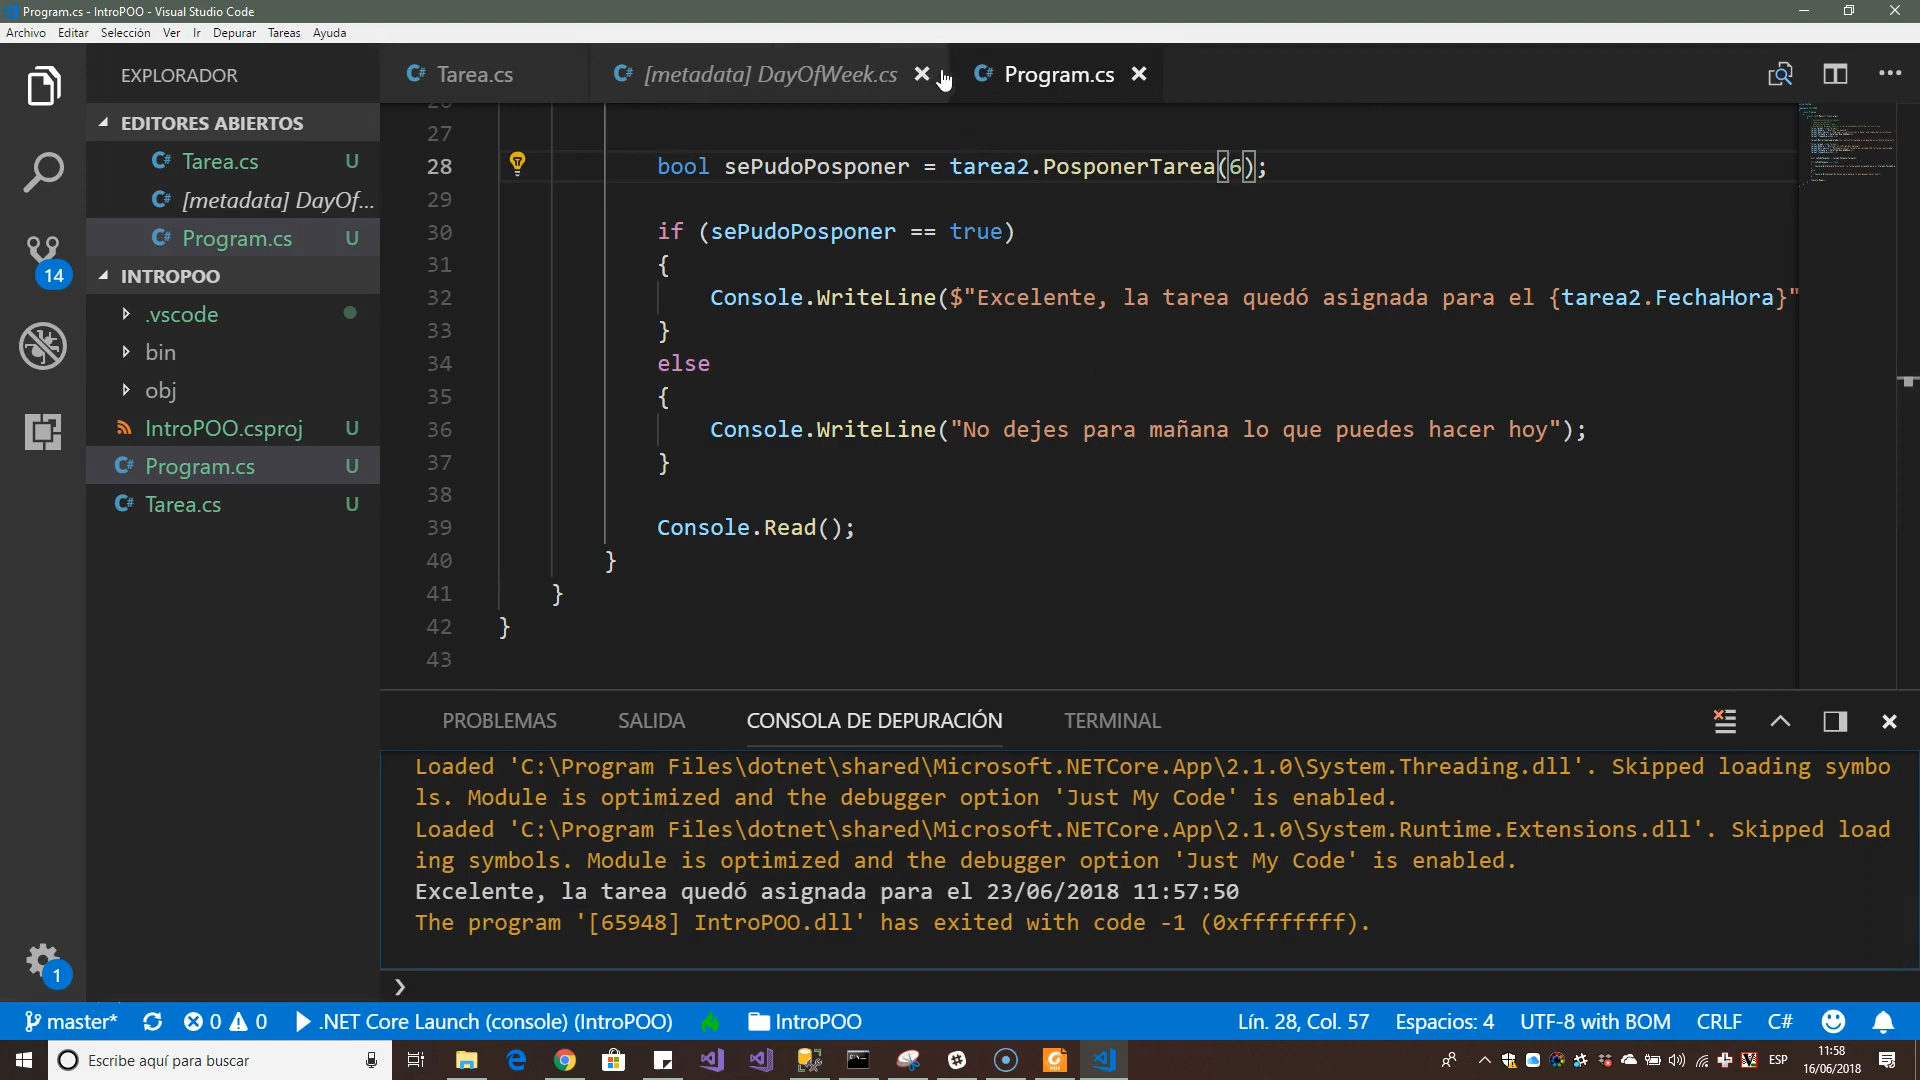 Program.cs - IntroPOO - Visual Studio Code
Archivo Editar Selección Ver Ir Depurar Tareas Ayuda
EXPLORADOR
EDITORES ABIERTOS
Tarea.cs U
[metadata] DayOf...
Program.cs U
INTROPOO
.vscode
bin
obj
IntroPOO.csproj U
Program.cs U
Tarea.cs U
14
1
Tarea.cs [metadata] DayOfWeek.cs Program.cs
27
28 bool sePudoPosponer = tarea2.PosponerTarea(6);
29
30 if (sePudoPosponer == true)
31 {
32 Console.WriteLine($"Excelente, la tarea quedó asignada para el {tarea2.FechaHora}"
33 }
34 else
35 {
36 Console.WriteLine("No dejes para mañana lo que puedes hacer hoy");
37 }
38
39 Console.Read();
40 }
41 }
42 }
43
PROBLEMAS SALIDA CONSOLA DE DEPURACIÓN TERMINAL
Loaded 'C:\Program Files\dotnet\shared\Microsoft.NETCore.App\2.1.0\System.Threading.dll'. Skipped loading symbo
ls. Module is optimized and the debugger option 'Just My Code' is enabled.
Loaded 'C:\Program Files\dotnet\shared\Microsoft.NETCore.App\2.1.0\System.Runtime.Extensions.dll'. Skipped load
ing symbols. Module is optimized and the debugger option 'Just My Code' is enabled.
Excelente, la tarea quedó asignada para el 23/06/2018 11:57:50
The program '[65948] IntroPOO.dll' has exited with code -1 (0xffffffff).
master* 0 0 .NET Core Launch (console) (IntroPOO) IntroPOO Lín. 28, Col. 57 Espacios: 4 UTF-8 with BOM CRLF C#
Escribe aquí para buscar
ESP
11:58
16/06/2018